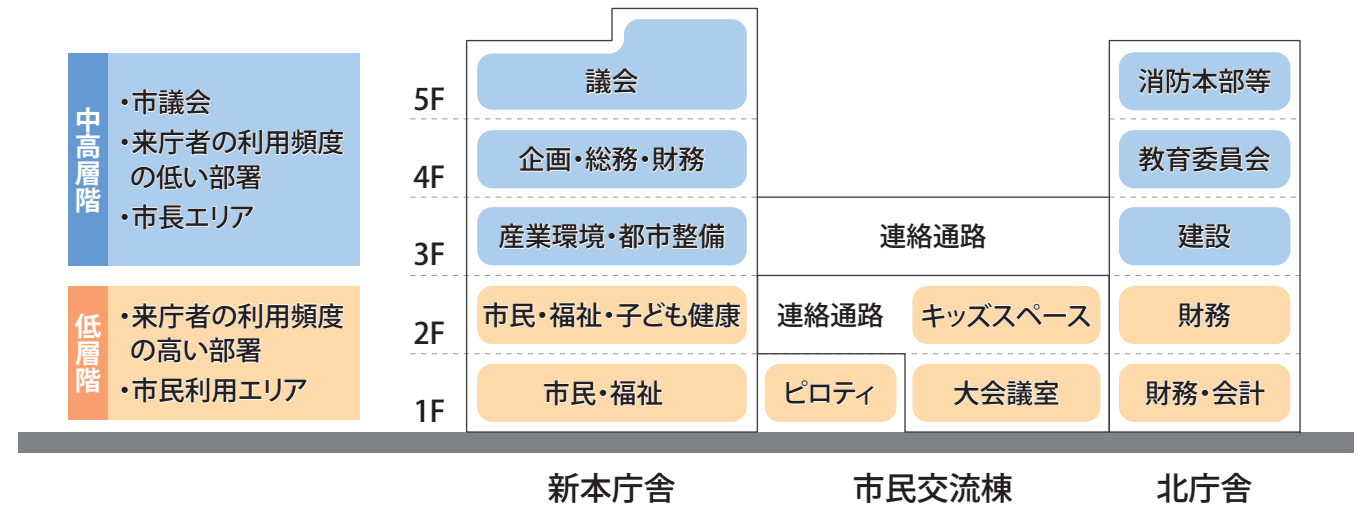 中高層階
・市議会
・来庁者の利用頻度
の低い部署
・市長エリア
低層階
・来庁者の利用頻度
の高い部署
・市民利用エリア
5F
議会
消防本部等
4F
企画・総務・財務
教育委員会
3F
産業環境・都市整備
連絡通路
建設
2F
市民・福祉・子ども健康
連絡通路
キッズスペース
財務
1F
市民・福祉
ピロティ
大会議室
財務・会計
新本庁舎
市民交流棟
北庁舎